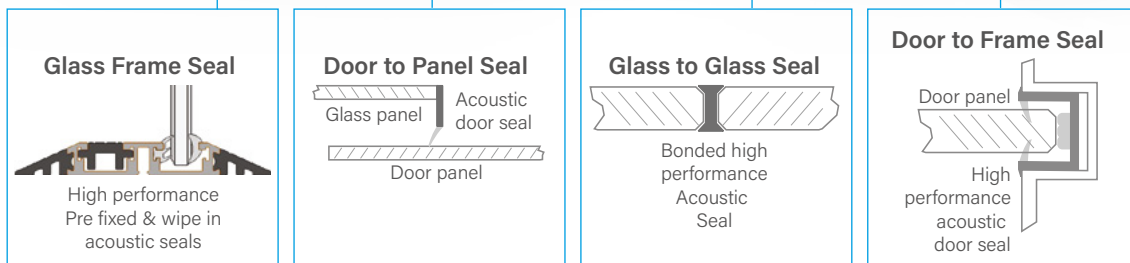 Glass Frame Seal
High performance
Pre fixed & wipe in
acoustic seals
Door to Panel Seal
Glass panel
Acoustic
door seal
Door panel
Glass to Glass Seal
Bonded high
performance
Acoustic
Seal
Door to Frame Seal
Door panel
High
performance
acoustic
door seal